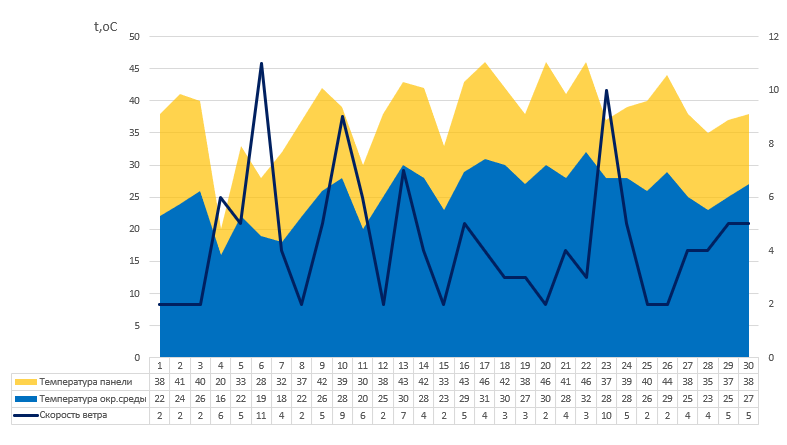 t,оС
50 12
45
40 10
35
30 8
25 6
20
15 4
10 2
5
0 0
1 2 3 4 5 6 7 8 9 10 11 12 13 14 15 16 17 18 19 20 21 22 23 24 25 26 27 28 29 30
Температура панели 38 41 40 20 33 28 32 37 42 39 30 38 43 42 33 43 46 42 38 46 41 46 37 39 40 44 38 35 37 38
Температура окр.среды 22 24 26 16 22 19 18 22 26 28 20 25 30 28 23 29 31 30 27 30 28 32 28 28 26 29 25 23 25 27
Скорость ветра 2 2 2 6 5 11 4 2 5 9 6 2 7 4 2 5 4 3 3 2 4 3 10 5 2 2 4 4 5 5